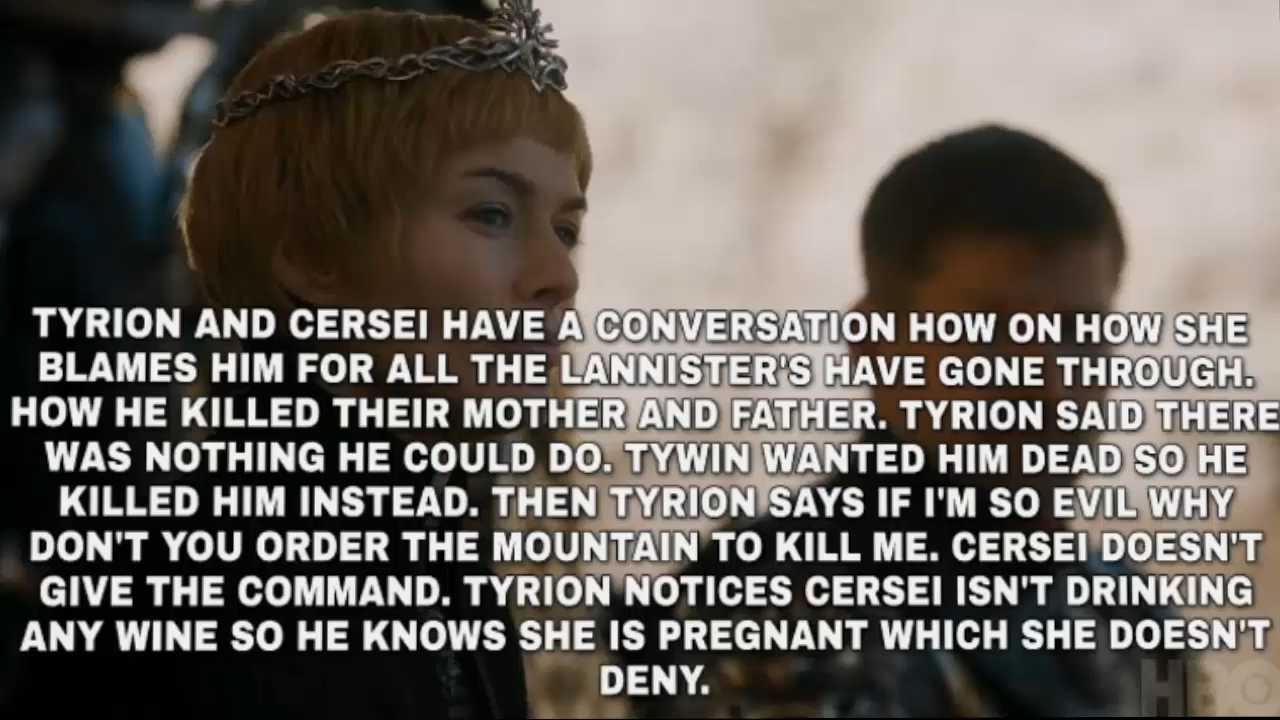 TYRION AND CERSEI HAVE A CONVERSATION HOW ON HOW SHE
BLAMES HIM FOR ALL THE LANNISTER'S HAVE GONE THROUGH.
HOW HE KILLED THEIR MOTHER AND FATHER. TYRION SAID THERE
WAS NOTHING HE COULD DO. TYWIN WANTED HIM DEAD SO HE
KILLED HIM INSTEAD. THEN TYRION SAYS IF I'M SO EVIL WHY
DON'T YOU ORDER THE MOUNTAIN TO KILL ME. CERSEI DOESN'T
GIVE THE COMMAND. TYRION NOTICES CERSEI ISN'T DRINKING
ANY WINE SO HE KNOWS SHE IS PREGNANT WHICH SHE DOESN'T
DENY.
HBO